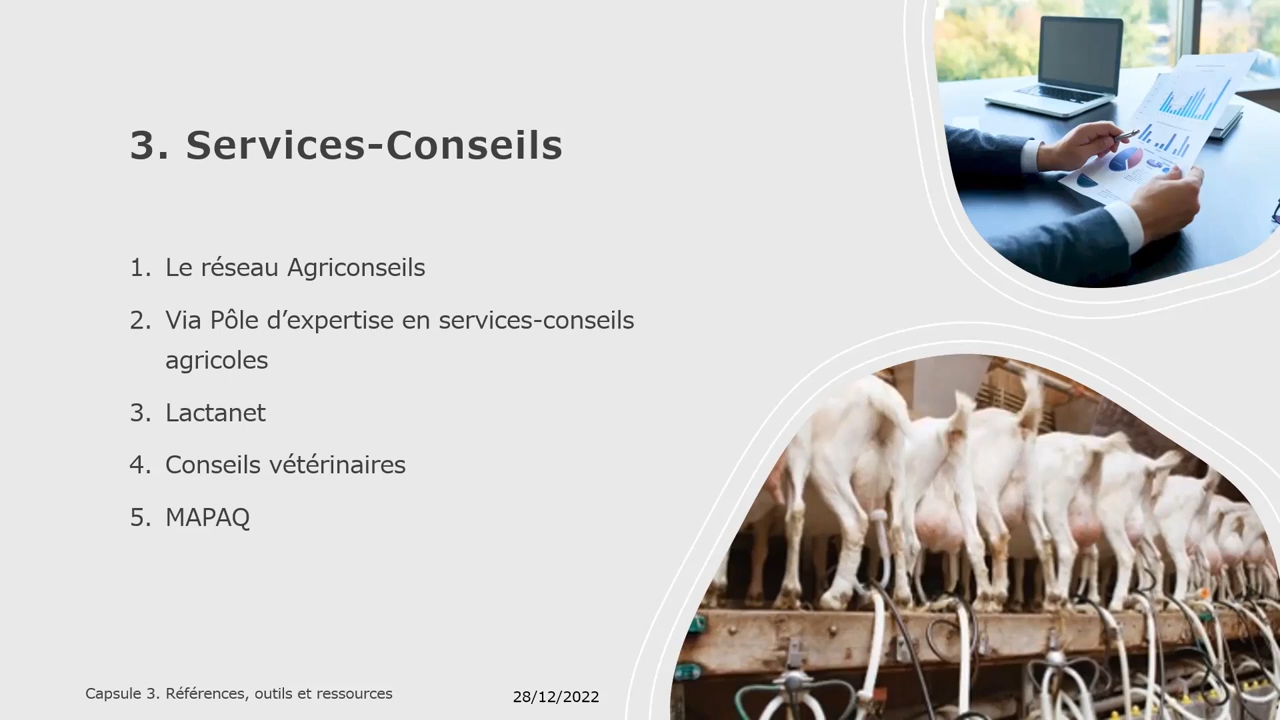 3. Services-Conseils
1. Le réseau Agriconseils
2. Via Pôle d’expertise en services-conseils
agricoles
3. Lactanet
4. Conseils vétérinaires
5. MAPAQ
Capsule 3. Références, outils et ressources
28/12/2022